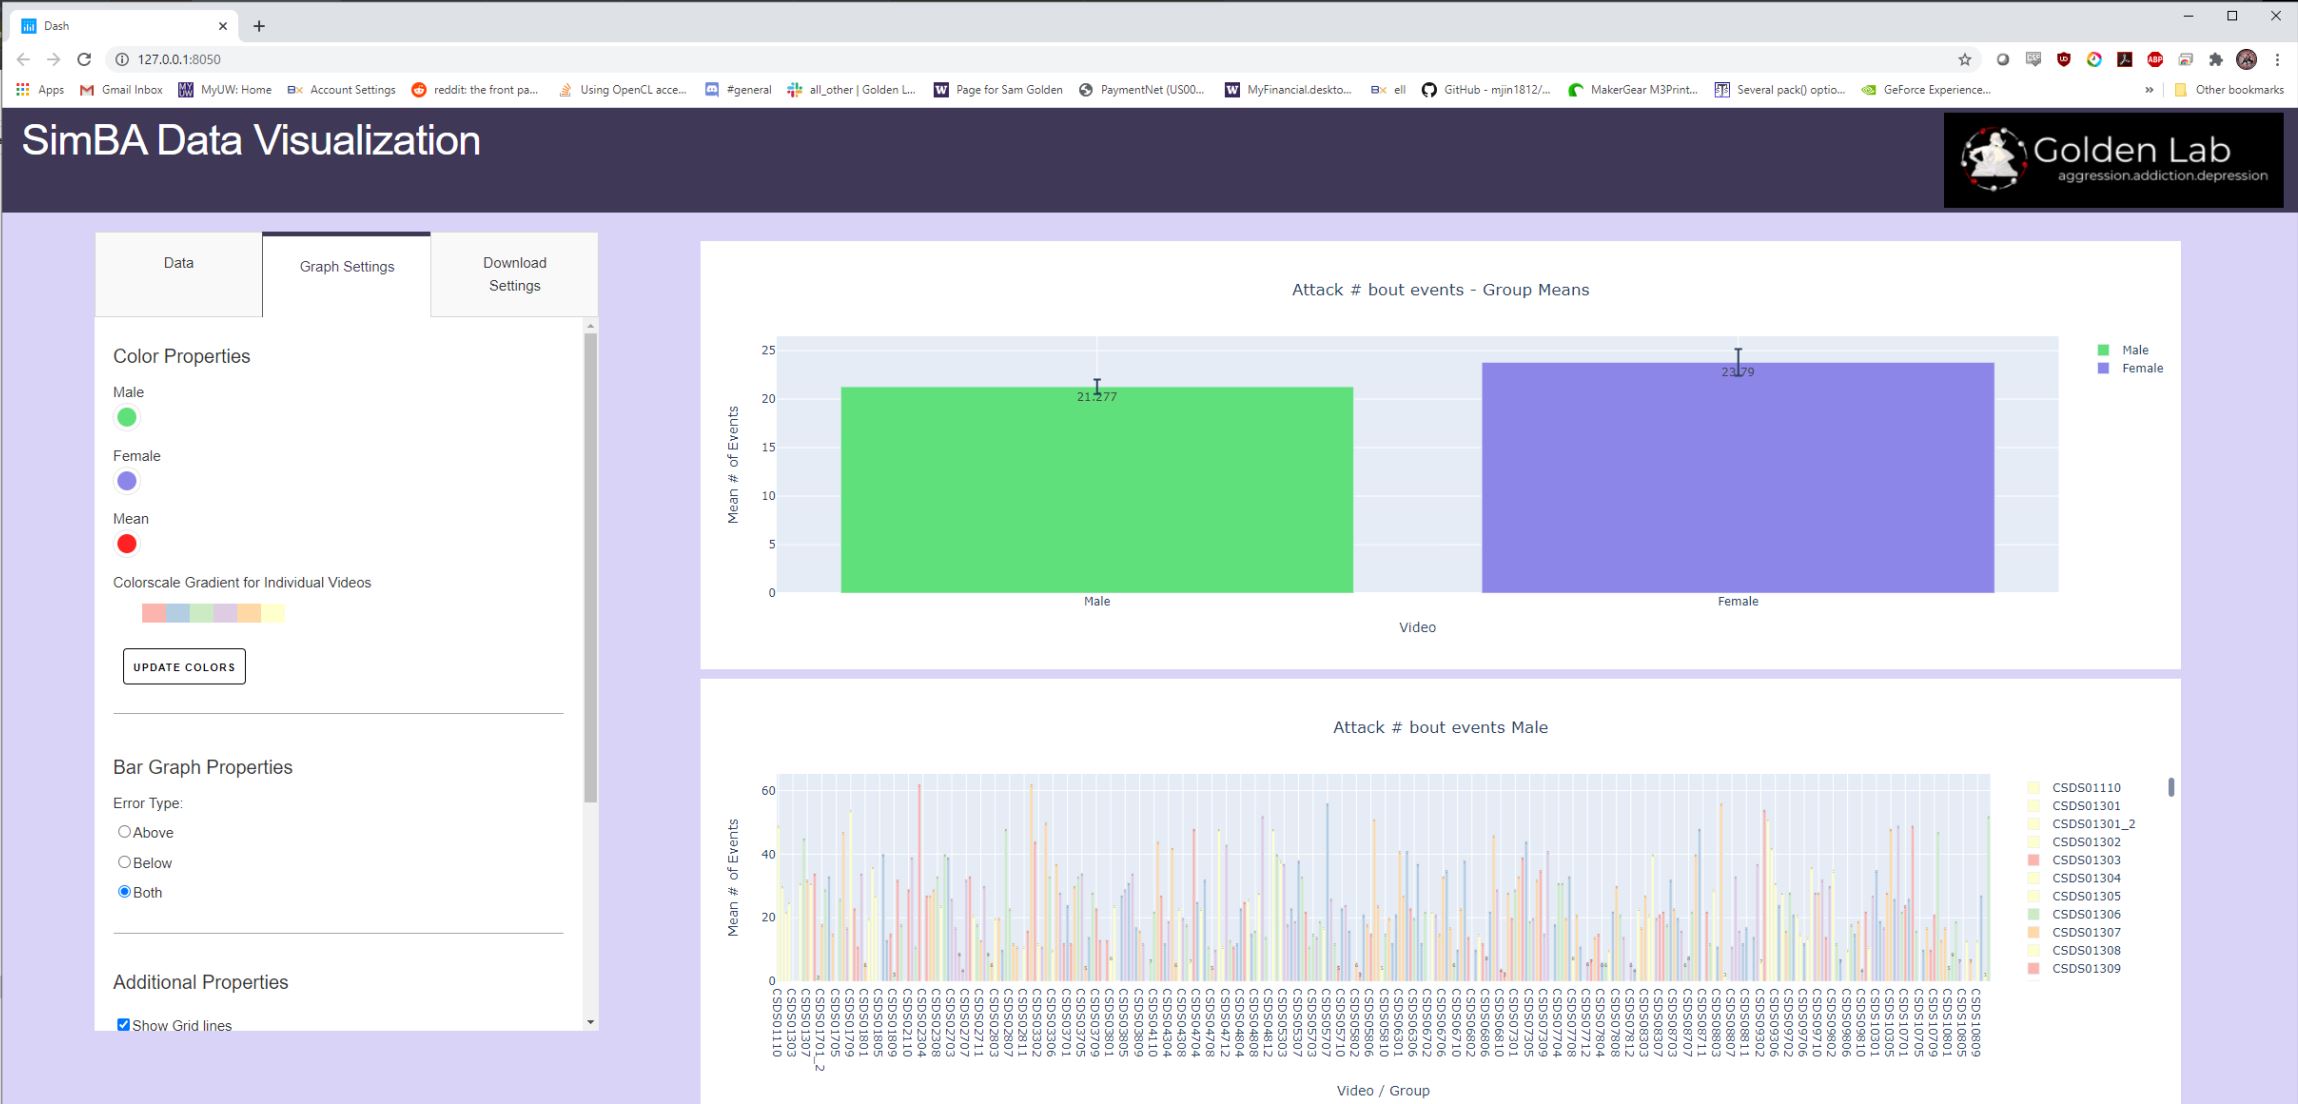 Dash
127.0.0.1:8050
Apps
Gmail Inbox
MyUW: Home
Account Settings
reddit: the front pa...
Using OpenCL acce...
#general
all_other | Golden L...
Page for Sam Golden
PaymentNet (US00...
MyFinancial.deskto...
ell
GitHub - mjin1812/...
MakerGear M3Print...
Several pack() optio...
GeForce Experience...
»
Other bookmarks
SimBA Data Visualization
Golden Lab
aggression.addiction.depression
Data
Graph Settings
Download
Settings
Color Properties
Male
Female
Mean
Colorscale Gradient for Individual Videos
UPDATE COLORS
Bar Graph Properties
Error Type:
Above
Below
Both
Additional Properties
Show Grid lines
Attack # bout events - Group Means
Mean # of Events
25
20
15
10
5
0
21.277
23.79
Male
Female
Video
Male
Female
Attack # bout events Male
Mean # of Events
60
40
20
0
CSDS01110
CSDS01303
CSDS01307
CSDS01701_2
CSDS01705
CSDS01709
CSDS01801
CSDS01805
CSDS01809
CSDS02110
CSDS02304
CSDS02308
CSDS02703
CSDS02707
CSDS02711
CSDS02803
CSDS02807
CSDS02811
CSDS03302
CSDS03306
CSDS03701
CSDS03705
CSDS03709
CSDS03801
CSDS03805
CSDS03809
CSDS04110
CSDS04304
CSDS04308
CSDS04704
CSDS04708
CSDS04712
CSDS04804
CSDS04808
CSDS04812
CSDS05303
CSDS05307
CSDS05703
CSDS05707
CSDS05710
CSDS05802
CSDS05806
CSDS05810
CSDS06301
CSDS06702
CSDS06706
CSDS06710
CSDS06802
CSDS06806
CSDS06810
CSDS07301
CSDS07305
CSDS07309
CSDS07704
CSDS07708
CSDS07712
CSDS07804
CSDS07808
CSDS07812
CSDS08303
CSDS08307
CSDS08703
CSDS08707
CSDS08711
CSDS08803
CSDS08807
CSDS08811
CSDS09302
CSDS09306
CSDS09702
CSDS09706
CSDS09710
CSDS09802
CSDS09806
CSDS09810
CSDS10301
CSDS10305
CSDS10701
CSDS10705
CSDS10709
CSDS10801
CSDS10805
CSDS10809
Video / Group
CSDS01110
CSDS01301
CSDS01301_2
CSDS01302
CSDS01303
CSDS01304
CSDS01305
CSDS01306
CSDS01307
CSDS01308
CSDS01309